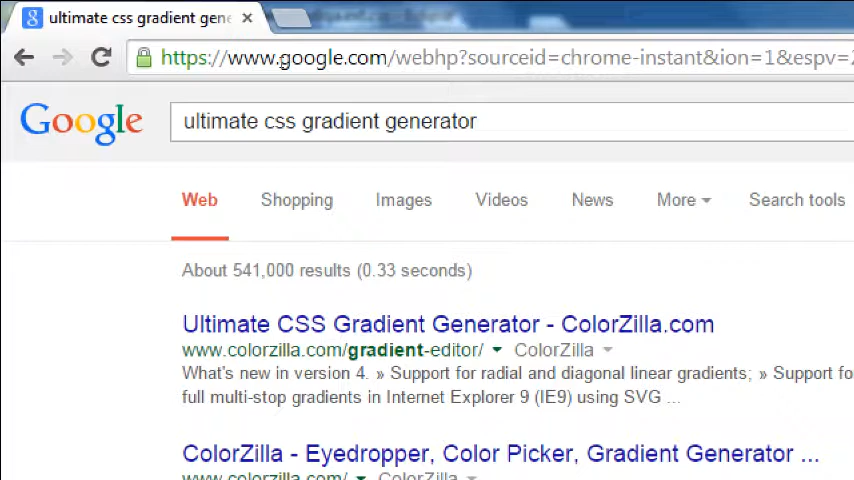 ultimate css gradient gene
https://www.google.com/webhp?sourceid=chrome-instant&ion=1&espv=2
Google
ultimate css gradient generator
Web Shopping Images Videos News More Search tools
About 541,000 results (0.33 seconds)
Ultimate CSS Gradient Generator - ColorZilla.com
www.colorzilla.com/gradient-editor/ ColorZilla
What's new in version 4. » Support for radial and diagonal linear gradients; » Support fo
full multi-stop gradients in Internet Explorer 9 (IE9) using SVG ...
ColorZilla - Eyedropper, Color Picker, Gradient Generator ...
www.colorzilla.com/ ColorZilla